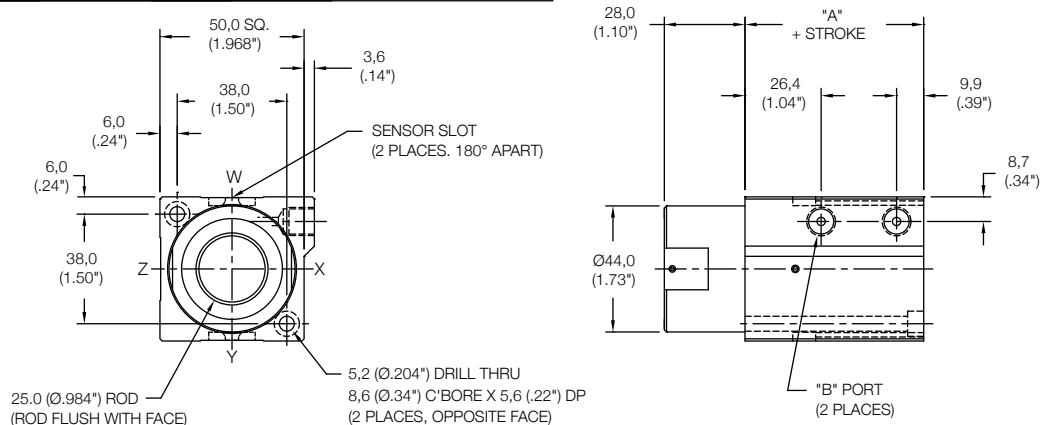 50,0 SQ.
(1.968")
3,6
(.14")
38,0
(1.50")
6,0
(.24")
SENSOR SLOT
(2 PLACES. 180° APART)
6,0
(.24")
W
38,0
(1.50")
Z
X
Y
25.0 (Ø.984") ROD
(ROD FLUSH WITH FACE)
5,2 (Ø.204") DRILL THRU
8,6 (Ø.34") C'BORE X 5,6 (.22") DP
(2 PLACES, OPPOSITE FACE)
28,0
(1.10")
"A"
+ STROKE
26,4
(1.04")
9,9
(.39")
8,7
(.34")
Ø44,0
(1.73")
"B" PORT
(2 PLACES)